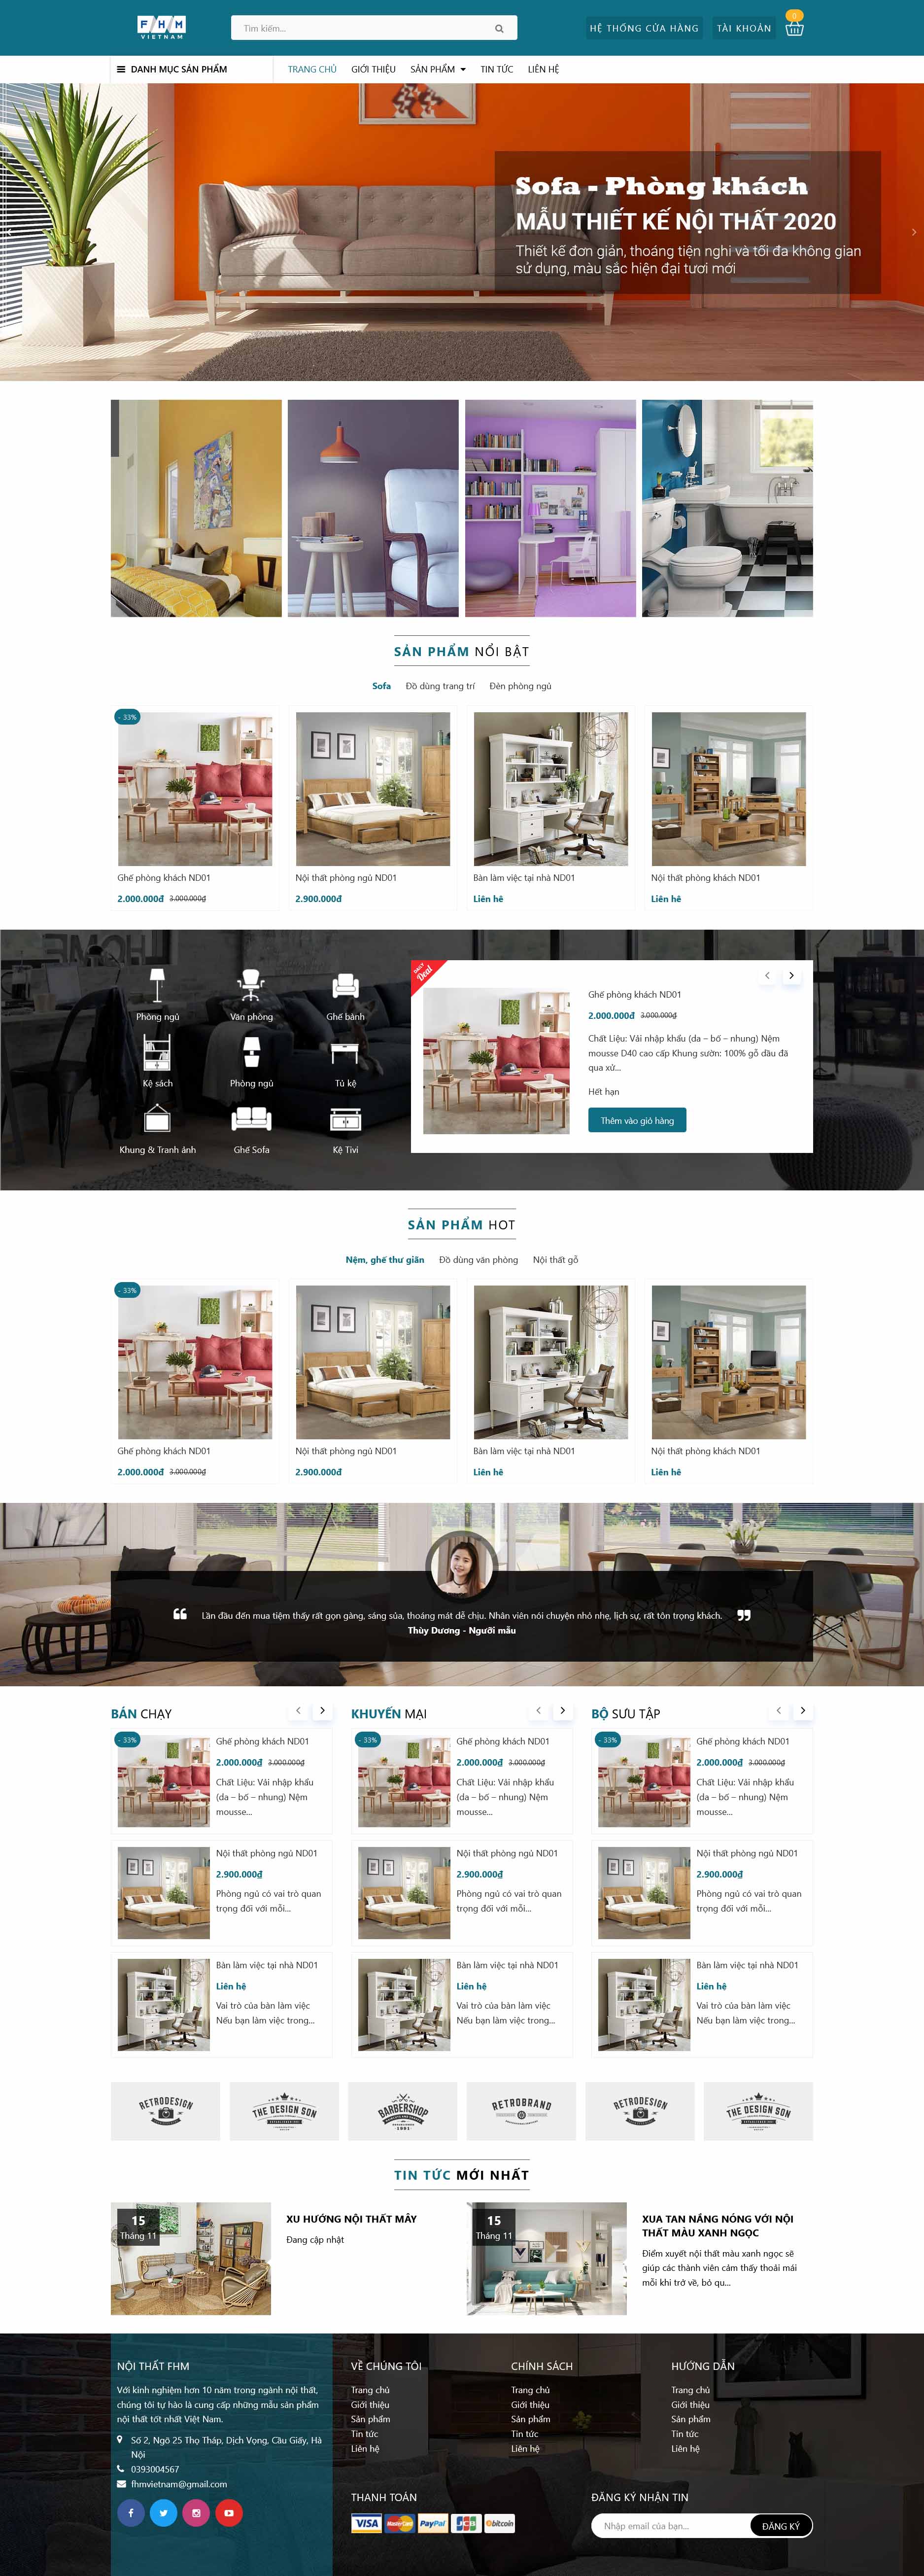 FHM
VIETNAM
Tìm kiếm...
HỆ THỐNG CỬA HÀNG
TÀI KHOẢN
0
DANH MỤC SẢN PHẨM
TRANG CHỦ
GIỚI THIỆU
SẢN PHẨM
TIN TỨC
LIÊN HỆ
Sofa - Phòng khách
MẪU THIẾT KẾ NỘI THẤT 2020
Thiết kế đơn giản, thoáng tiện nghi và tối đa không gian
sử dụng, màu sắc hiện đại tươi mới
SẢN PHẨM NỔI BẬT
Sofa
Đồ dùng trang trí
Đèn phòng ngủ
- 33%
Ghế phòng khách ND01
2.000.000₫ 3.000.000₫
Nội thất phòng ngủ ND01
2.900.000₫
Bàn làm việc tại nhà ND01
Liên hê
Nội thất phòng khách ND01
Liên hê
Phòng ngủ
Văn phòng
Ghế bành
Kệ sách
Phòng ngủ
Tủ kệ
Khung & Tranh ảnh
Ghế Sofa
Kệ Tivi
DAILY
Deal
Ghế phòng khách ND01
2.000.000₫ 3.000.000₫
Chất Liệu: Vải nhập khẩu (da – bố – nhung) Nệm
mousse D40 cao cấp Khung sườn: 100% gỗ dầu đã
qua xử...
Hết hạn
Thêm vào giỏ hàng
SẢN PHẨM HOT
Nệm, ghế thư giãn
Đồ dùng văn phòng
Nội thất gỗ
- 33%
Ghế phòng khách ND01
2.000.000₫ 3.000.000₫
Nội thất phòng ngủ ND01
2.900.000₫
Bàn làm việc tại nhà ND01
Liên hê
Nội thất phòng khách ND01
Liên hê
Lần đầu đến mua tiệm thấy rất gọn gàng, sáng sủa, thoáng mát dễ chịu. Nhân viên nói chuyện nhỏ nhẹ, lịch sự, rất tôn trọng khách.
Thùy Dương - Người mẫu
BÁN CHẠY
- 33%
Ghế phòng khách ND01
2.000.000₫ 3.000.000₫
Chất Liệu: Vải nhập khẩu
(da – bố – nhung) Nệm
mousse...
Nội thất phòng ngủ ND01
2.900.000₫
Phòng ngủ có vai trò quan
trọng đối với mỗi...
Bàn làm việc tại nhà ND01
Liên hê
Vai trò của bàn làm việc
Nếu bạn làm việc trong...
KHUYẾN MẠI
- 33%
Ghế phòng khách ND01
2.000.000₫ 3.000.000₫
Chất Liệu: Vải nhập khẩu
(da – bố – nhung) Nệm
mousse...
Nội thất phòng ngủ ND01
2.900.000₫
Phòng ngủ có vai trò quan
trọng đối với mỗi...
Bàn làm việc tại nhà ND01
Liên hê
Vai trò của bàn làm việc
Nếu bạn làm việc trong...
BỘ SƯU TẬP
- 33%
Ghế phòng khách ND01
2.000.000₫ 3.000.000₫
Chất Liệu: Vải nhập khẩu
(da – bố – nhung) Nệm
mousse...
Nội thất phòng ngủ ND01
2.900.000₫
Phòng ngủ có vai trò quan
trọng đối với mỗi...
Bàn làm việc tại nhà ND01
Liên hê
Vai trò của bàn làm việc
Nếu bạn làm việc trong...
RETRODESIGN
THE DESIGN SON
BARBERSHOP
1991
RETROBRAND
RETRODESIGN
THE DESIGN SON
TIN TỨC MỚI NHẤT
15
Tháng 11
XU HƯỚNG NỘI THẤT MÂY
Đang cập nhật
15
Tháng 11
XUA TAN NẮNG NÓNG VỚI NỘI
THẤT MÀU XANH NGỌC
Điểm xuyết nội thất màu xanh ngọc sẽ
giúp các thành viên cảm thấy thoải mái
mỗi khi trở về, bỏ qu...
NỘI THẤT FHM
Với kinh nghiệm hơn 10 năm trong ngành nội thất,
chúng tôi tự hào là cung cấp những mẫu sản phẩm
nội thất tốt nhất Việt Nam.
Số 2, Ngõ 25 Thọ Tháp, Dịch Vọng, Cầu Giấy, Hà
Nội
0393004567
fhmvietnam@gmail.com
VỀ CHÚNG TÔI
Trang chủ
Giới thiệu
Sản phẩm
Tin tức
Liên hệ
CHÍNH SÁCH
Trang chủ
Giới thiệu
Sản phẩm
Tin tức
Liên hệ
HƯỚNG DẪN
Trang chủ
Giới thiệu
Sản phẩm
Tin tức
Liên hệ
THANH TOÁN
VISA
MasterCard
PayPal
JCB
bitcoin
ĐĂNG KÝ NHẬN TIN
Nhập email của bạn...
ĐĂNG KÝ